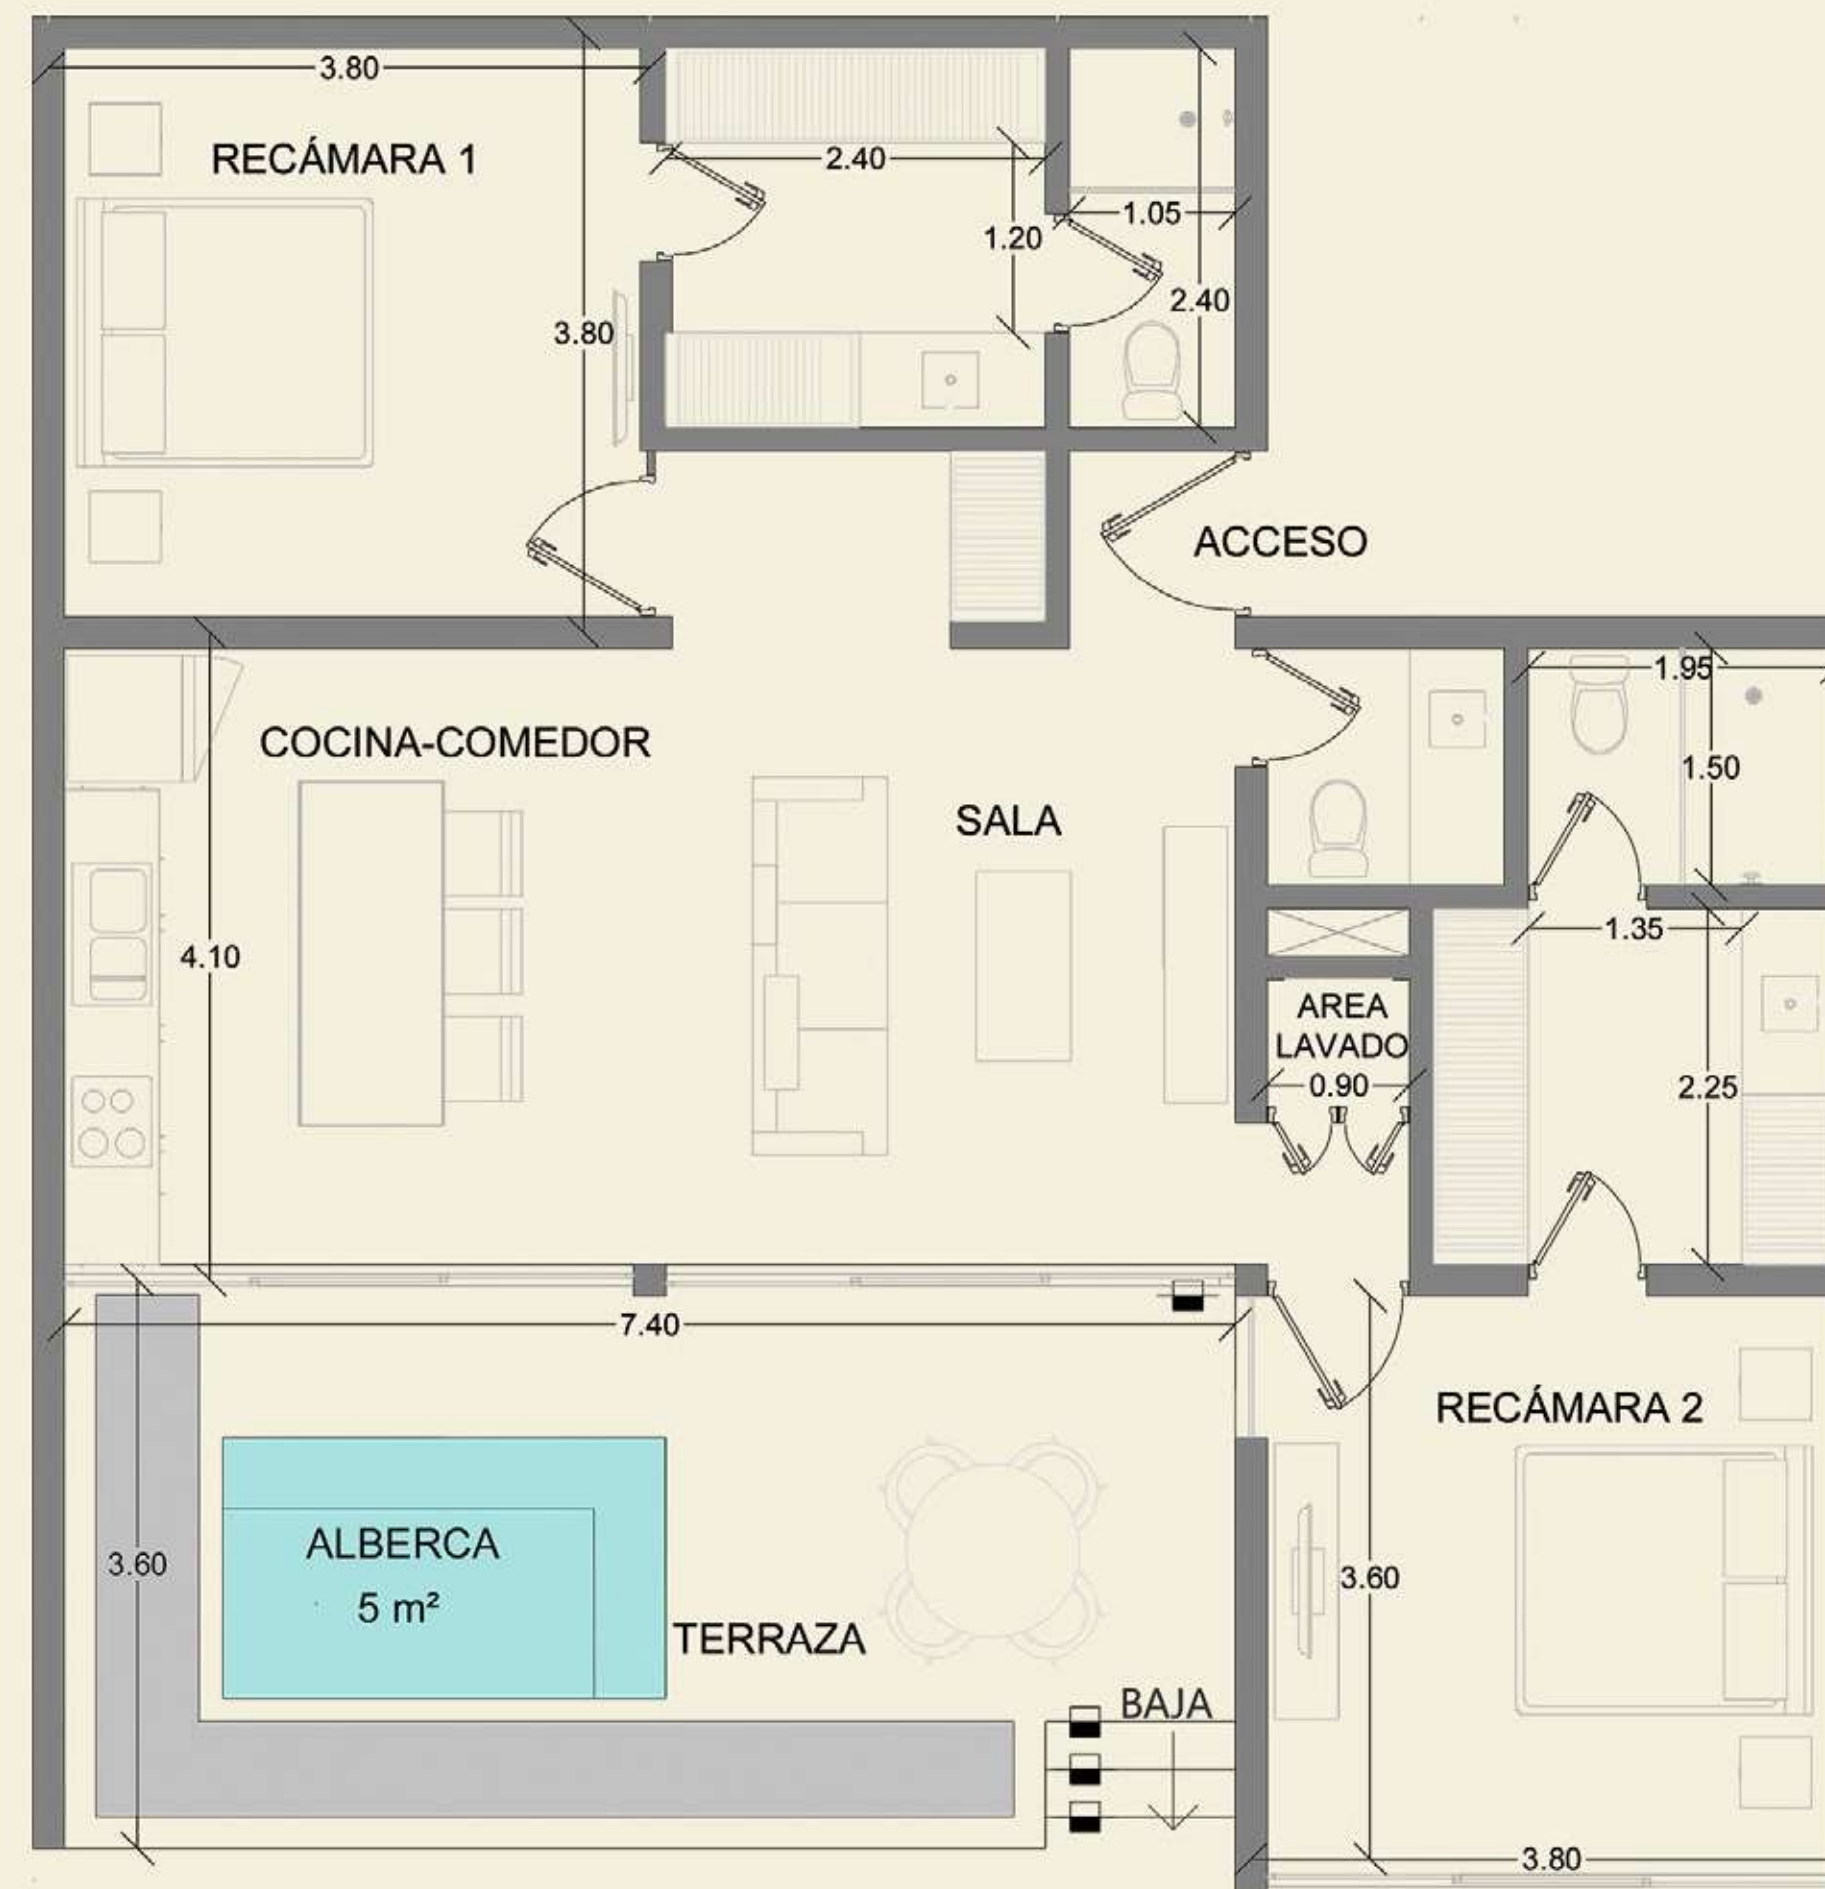 3.80
RECÁMARA 1
2.40
1.05
1.20
2.40
3.80
ACCESO
1.95
COCINA-COMEDOR
1.50
SALA
1.35
4.10
AREA
LAVADO
0.90
2.25
7.40
RECÁMARA 2
ALBERCA
5 m²
3.60
3.60
TERRAZA
BAJA
3.80